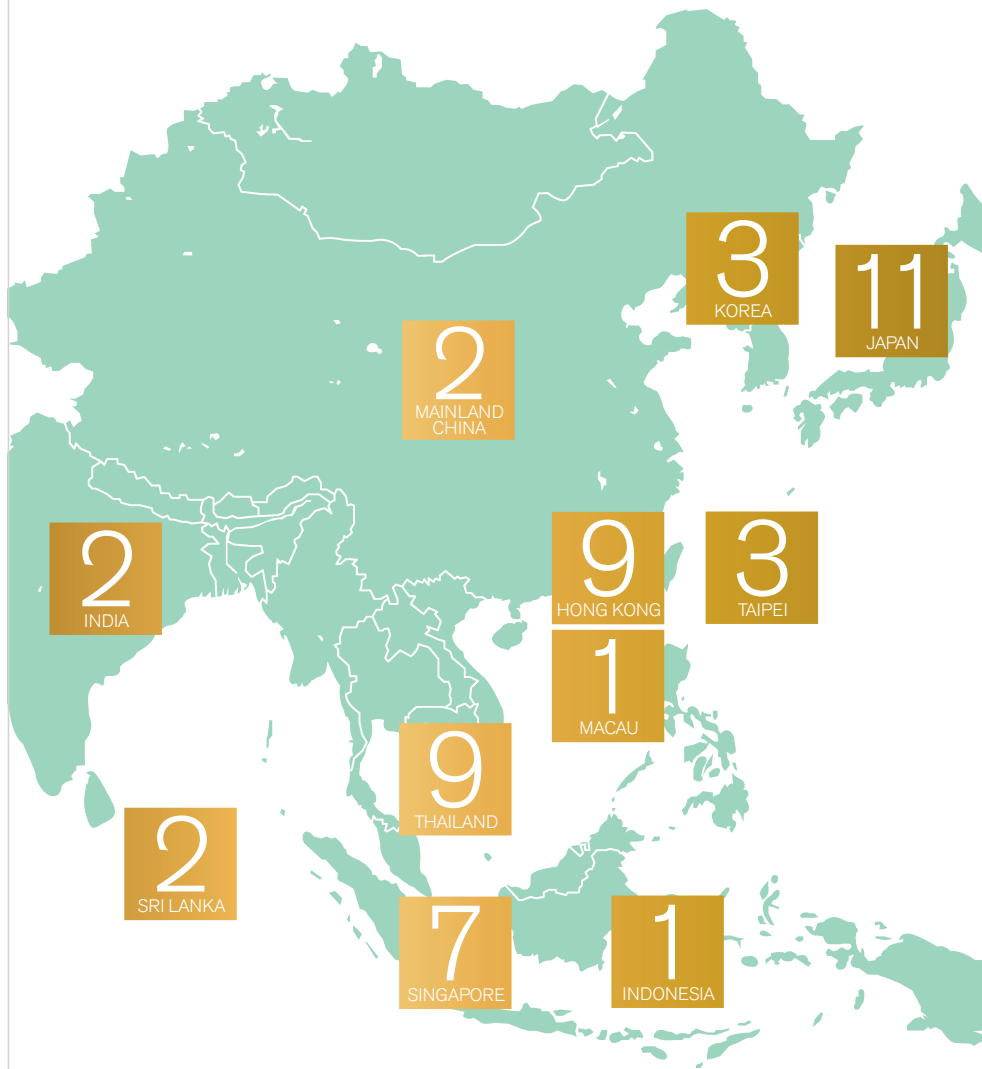 3
KOREA
11
JAPAN
2
MAINLAND
CHINA
2
INDIA
9
HONG KONG
3
TAIPEI
1
MACAU
9
THAILAND
2
SRI LANKA
7
SINGAPORE
1
INDONESIA